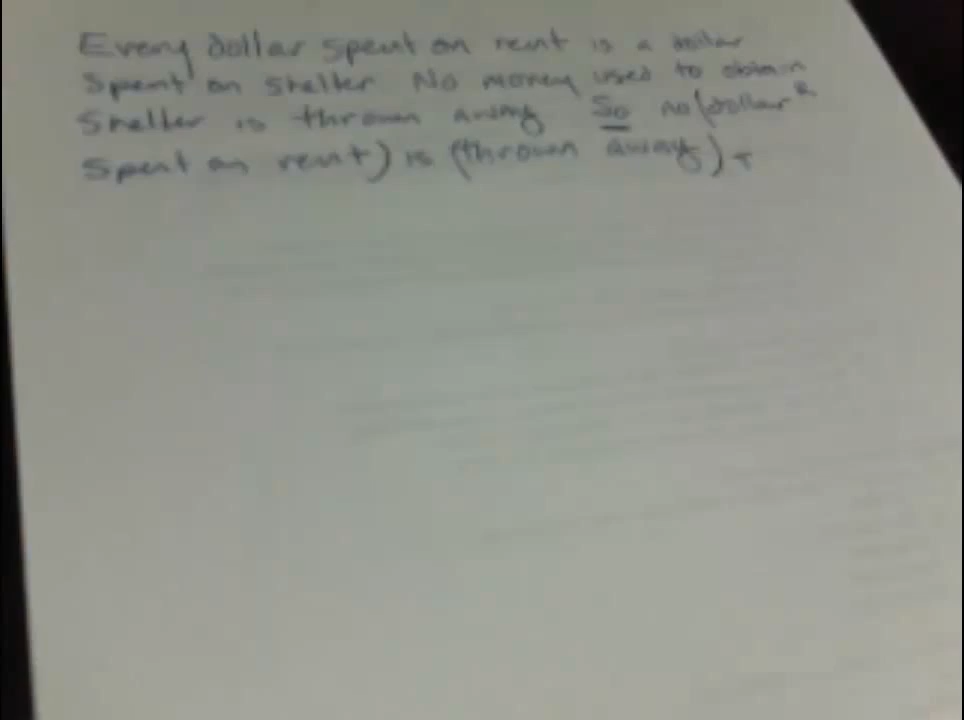 Every dollar spent on rent is a dollar
spent on shelter No money used to obtain
shelter is thrown away So no (dollar R
spent on rent) is (thrown away) T